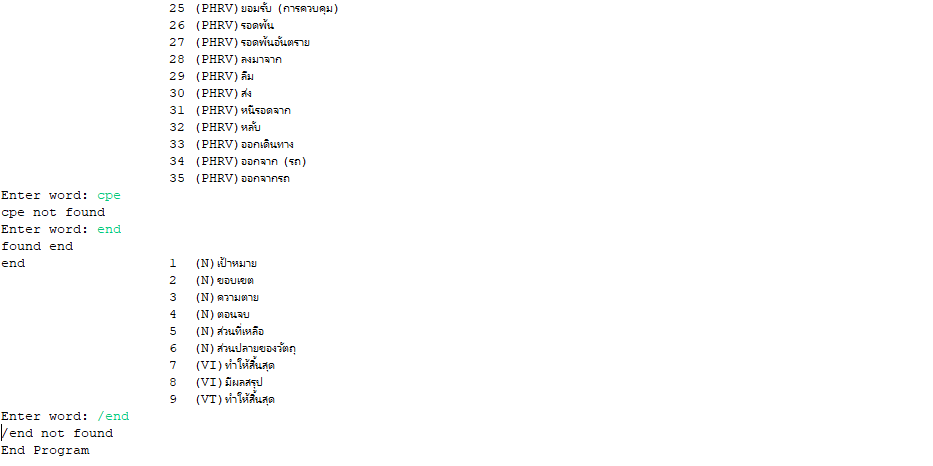 25 (PHRV) ยอมรับ (การควบคุม)
26 (PHRV) รอดพ้น
27 (PHRV) รอดพ้นอันตราย
28 (PHRV) ลงมาจาก
29 (PHRV) ลืม
30 (PHRV) ส่ง
31 (PHRV) หนีรอดจาก
32 (PHRV) หลับ
33 (PHRV) ออกเดินทาง
34 (PHRV) ออกจาก (รถ)
35 (PHRV) ออกจากรถ
Enter word: cpe
cpe not found
Enter word: end
found end
end 1 (N) เป้าหมาย
2 (N) ขอบเขต
3 (N) ความตาย
4 (N) ตอนจบ
5 (N) ส่วนที่เหลือ
6 (N) ส่วนปลายของวัตถุ
7 (VI) ทำให้สิ้นสุด
8 (VI) มีผลสรุป
9 (VT) ทำให้สิ้นสุด
Enter word: /end
/end not found
End Program